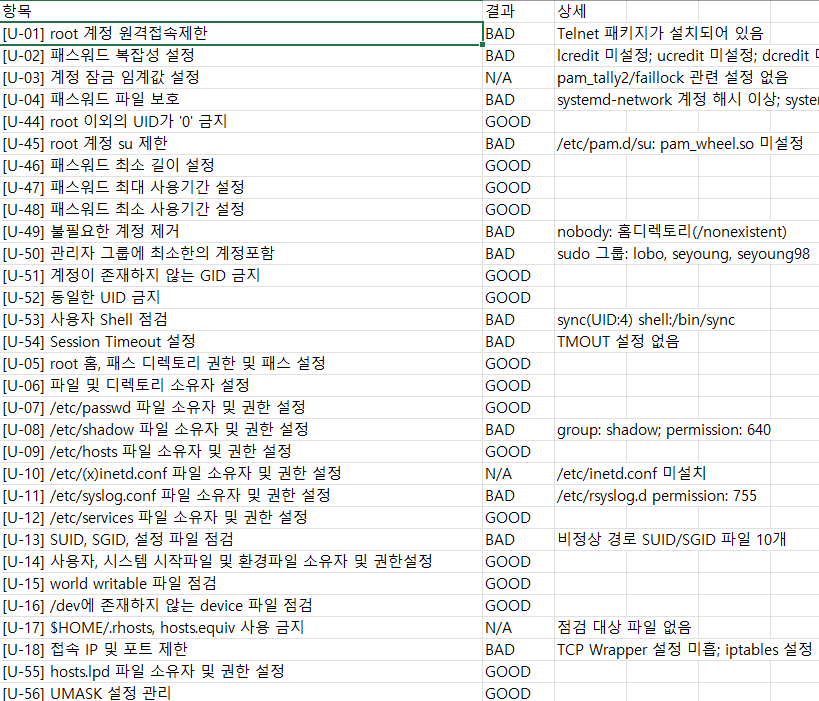 항목 결과 상세
[U-01] root 계정 원격접속제한 BAD Telnet 패키지가 설치되어 있음
[U-02] 패스워드 복잡성 설정 BAD lcredit 미설정; ucredit 미설정; dcredit
[U-03] 계정 잠금 임계값 설정 N/A pam_tally2/faillock 관련 설정 없음
[U-04] 패스워드 파일 보호 BAD systemd-network 계정 해시 이상; syste
[U-44] root 이외의 UID가 '0' 금지 GOOD
[U-45] root 계정 su 제한 BAD /etc/pam.d/su: pam_wheel.so 미설정
[U-46] 패스워드 최소 길이 설정 GOOD
[U-47] 패스워드 최대 사용기간 설정 GOOD
[U-48] 패스워드 최소 사용기간 설정 GOOD
[U-49] 불필요한 계정 제거 BAD nobody: 홈디렉토리(/nonexistent)
[U-50] 관리자 그룹에 최소한의 계정포함 BAD sudo 그룹: lobo, seyoung, seyoung98
[U-51] 계정이 존재하지 않는 GID 금지 GOOD
[U-52] 동일한 UID 금지 GOOD
[U-53] 사용자 Shell 점검 BAD sync(UID:4) shell:/bin/sync
[U-54] Session Timeout 설정 BAD TMOUT 설정 없음
[U-05] root 홈, 패스 디렉토리 권한 및 패스 설정 GOOD
[U-06] 파일 및 디렉토리 소유자 설정 GOOD
[U-07] /etc/passwd 파일 소유자 및 권한 설정 GOOD
[U-08] /etc/shadow 파일 소유자 및 권한 설정 BAD group: shadow; permission: 640
[U-09] /etc/hosts 파일 소유자 및 권한 설정 GOOD
[U-10] /etc/(x)inetd.conf 파일 소유자 및 권한 설정 N/A /etc/inetd.conf 미설치
[U-11] /etc/syslog.conf 파일 소유자 및 권한 설정 BAD /etc/rsyslog.d permission: 755
[U-12] /etc/services 파일 소유자 및 권한 설정 GOOD
[U-13] SUID, SGID, 설정 파일 점검 BAD 비정상 경로 SUID/SGID 파일 10개
[U-14] 사용자, 시스템 시작파일 및 환경파일 소유자 및 권한설정 GOOD
[U-15] world writable 파일 점검 GOOD
[U-16] /dev에 존재하지 않는 device 파일 점검 GOOD
[U-17] $HOME/.rhosts, hosts.equiv 사용 금지 N/A 점검 대상 파일 없음
[U-18] 접속 IP 및 포트 제한 BAD TCP Wrapper 설정 미흡; iptables 설정
[U-55] hosts.lpd 파일 소유자 및 권한 설정 GOOD
[U-56] UMASK 설정 관리 GOOD